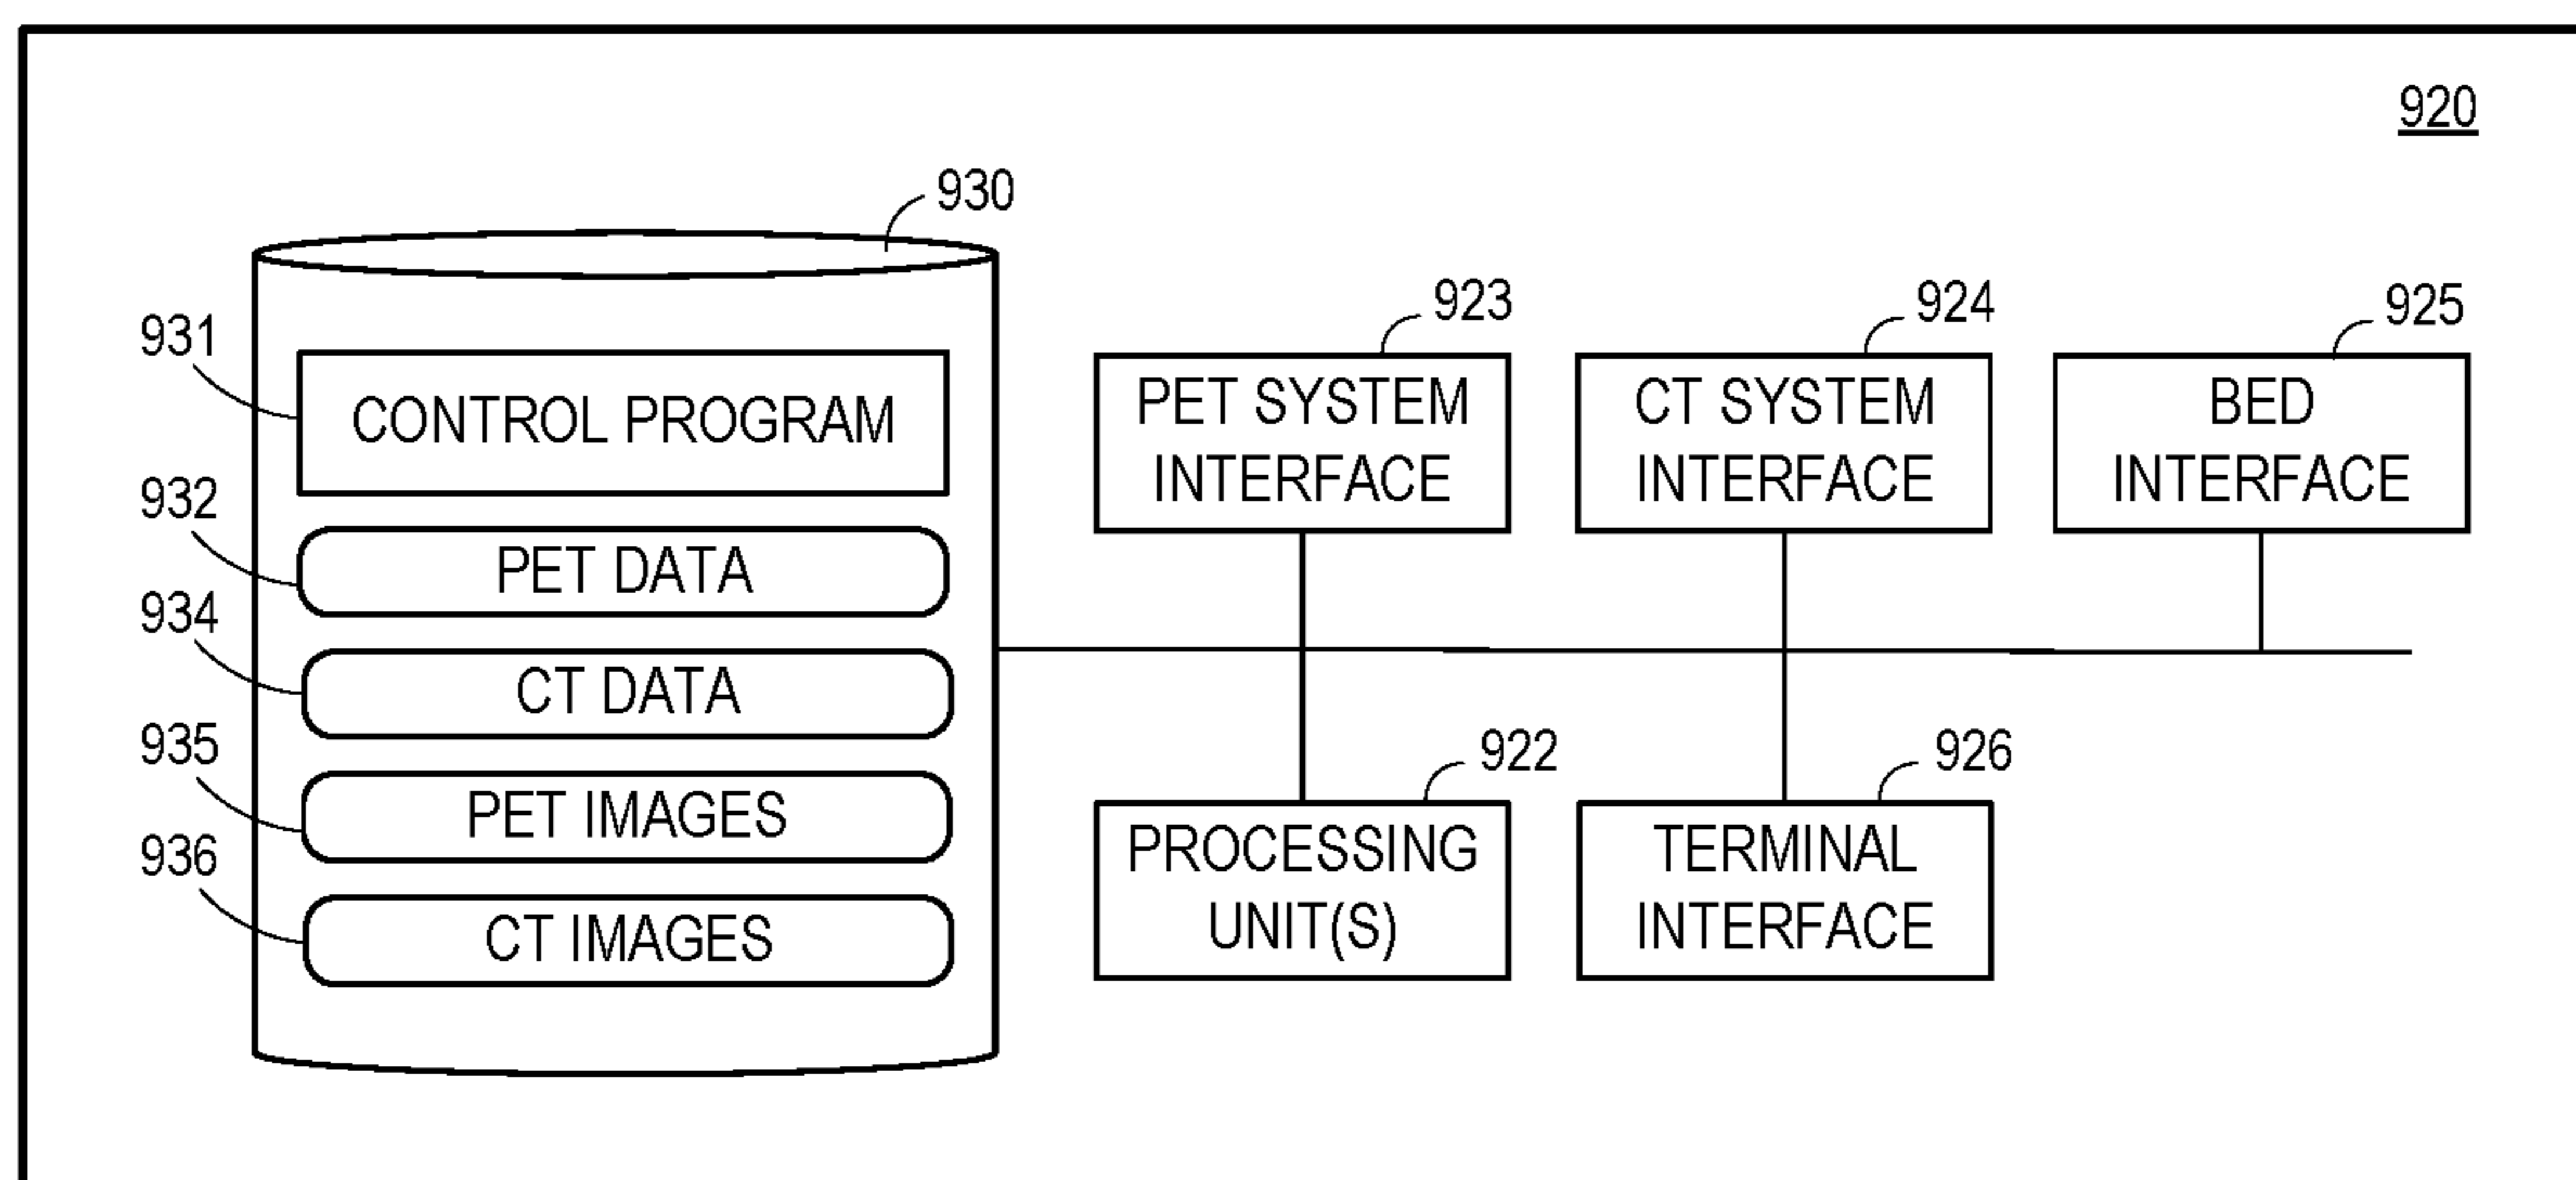 920
930
931
CONTROL PROGRAM
932
PET DATA
934
CT DATA
935
PET IMAGES
936
CT IMAGES
923
PET SYSTEM
INTERFACE
924
CT SYSTEM
INTERFACE
925
BED
INTERFACE
922
PROCESSING
UNIT(S)
926
TERMINAL
INTERFACE